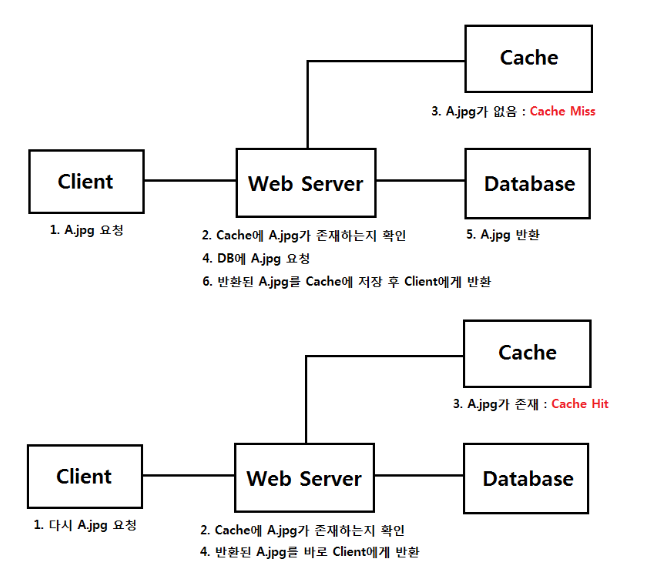 Cache
3. A.jpg가 없음 : Cache Miss
Client
Web Server
Database
1. A.jpg 요청
2. Cache에 A.jpg가 존재하는지 확인
5. A.jpg 반환
4. DB에 A.jpg 요청
6. 반환된 A.jpg를 Cache에 저장 후 Client에게 반환
Cache
3. A.jpg가 존재 : Cache Hit
Client
Web Server
Database
1. 다시 A.jpg 요청
2. Cache에 A.jpg가 존재하는지 확인
4. 반환된 A.jpg를 바로 Client에게 반환